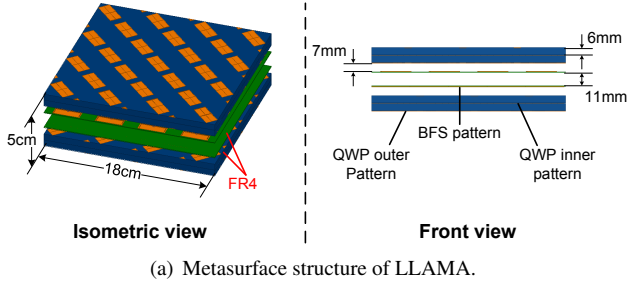 5cm
18cm
FR4
Isometric view
7mm
6mm
11mm
BFS pattern
QWP outer
Pattern
QWP inner
pattern
Front view
(a) Metasurface structure of LLAMA.